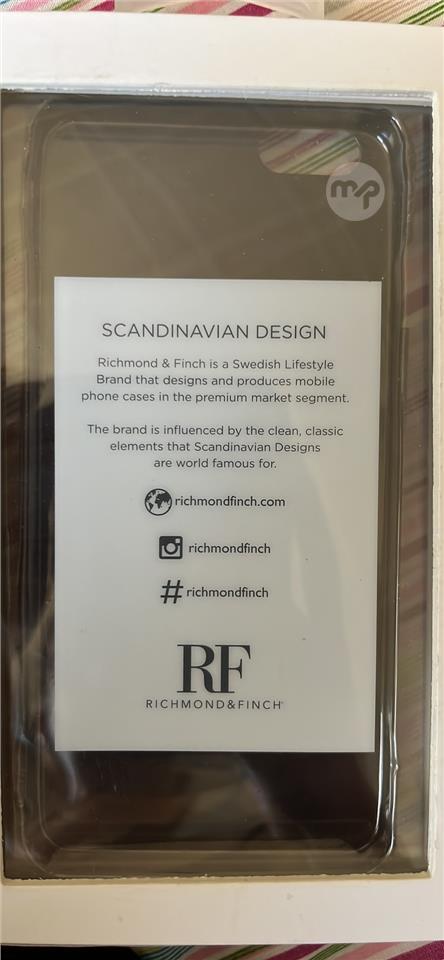 mp
SCANDINAVIAN DESIGN
Richmond & Finch is a Swedish Lifestyle
Brand that designs and produces mobile
phone cases in the premium market segment.
The brand is influenced by the clean, classic
elements that Scandinavian Designs
are world famous for.
richmondfinch.com
richmondfinch
# richmondfinch
RF
RICHMOND&FINCH